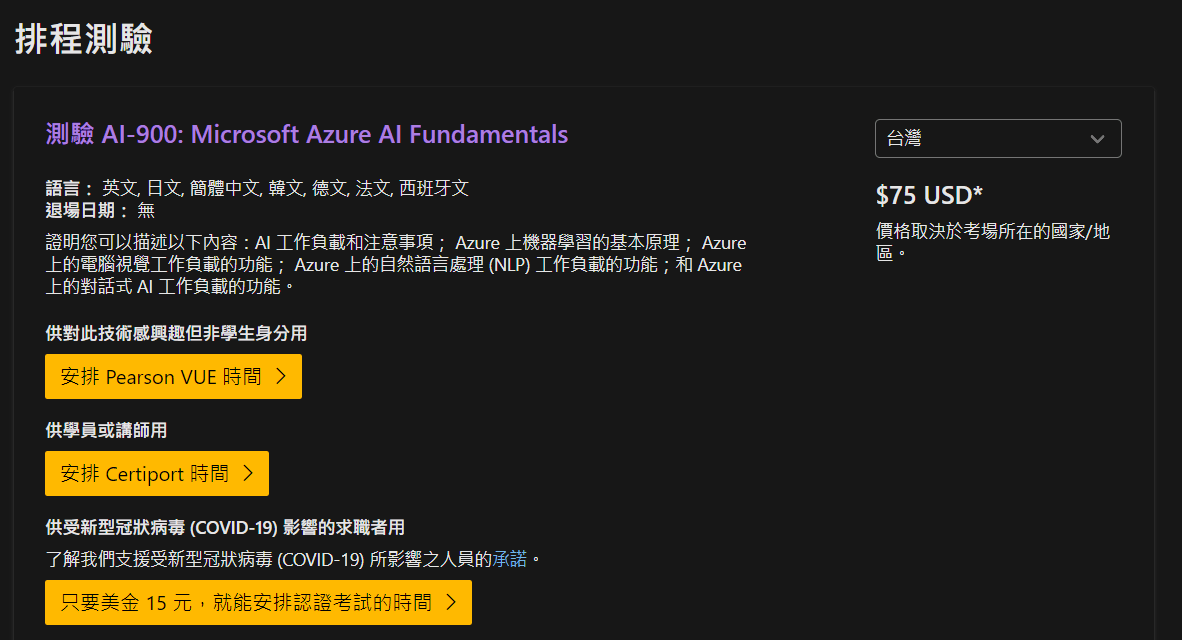 排程測驗
測驗 AI-900: Microsoft Azure AI Fundamentals
台灣
語言： 英文, 日文, 簡體中文, 韓文, 德文, 法文, 西班牙文
退場日期： 無
$75 USD*
價格取決於考場所在的國家/地
區。
證明您可以描述以下內容：AI 工作負載和注意事項； Azure 上機器學習的基本原理； Azure
上的電腦視覺工作負載的功能； Azure 上的自然語言處理 (NLP) 工作負載的功能；和 Azure
上的對話式 AI 工作負載的功能。
供對此技術感興趣但非學生身分用
安排 Pearson VUE 時間
供學員或講師用
安排 Certiport 時間
供受新型冠狀病毒 (COVID-19) 影響的求職者用
了解我們支援受新型冠狀病毒 (COVID-19) 所影響之人員的承諾。
只要美金 15 元，就能安排認證考試的時間